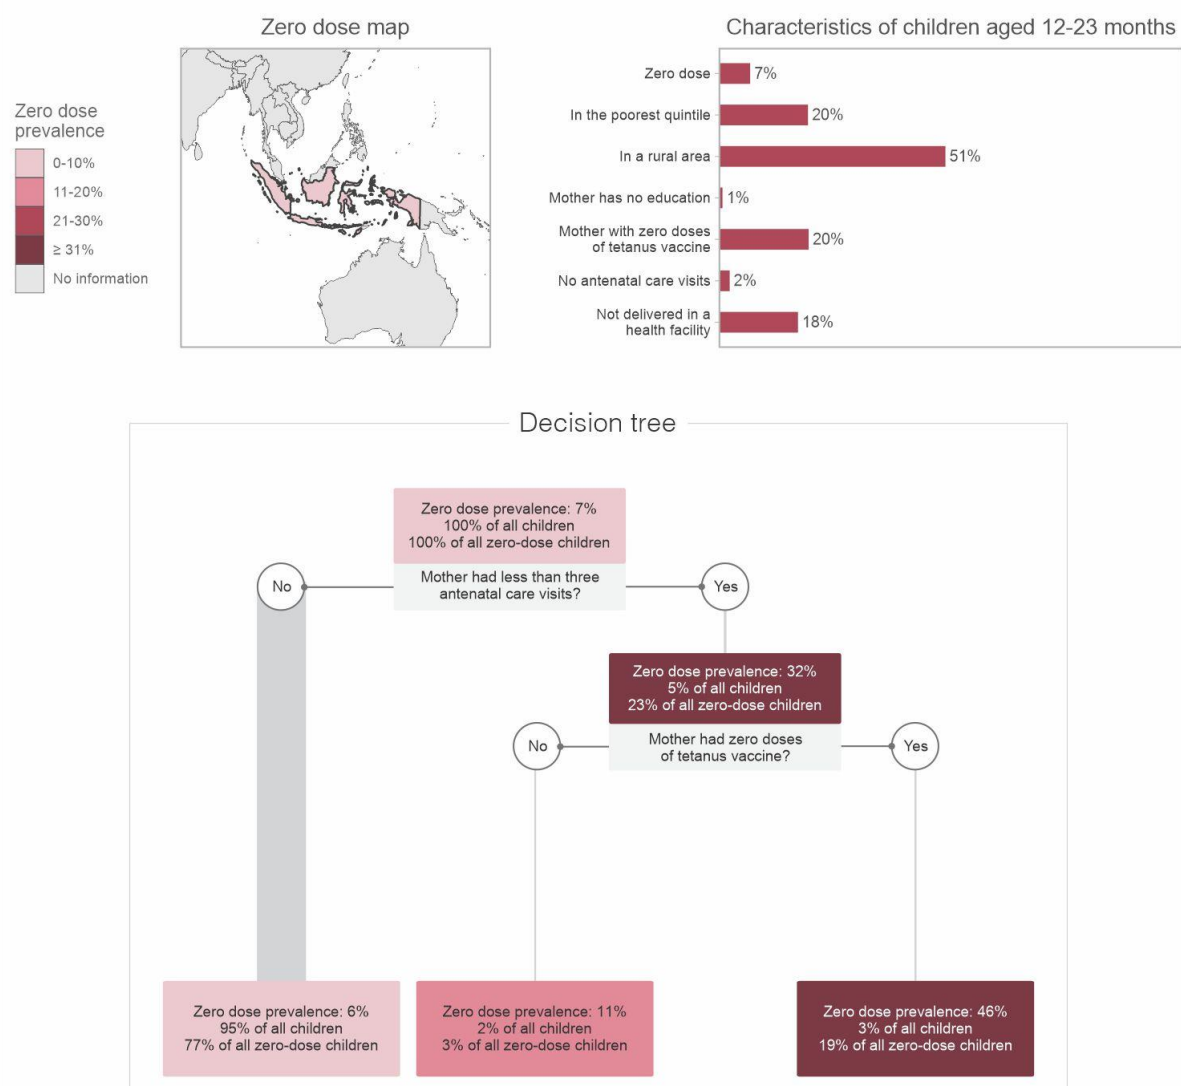 Zero dose map
Zero dose
prevalence
0-10%
11-20%
21-30%
≥ 31%
No information
Characteristics of children aged 12-23 months
Zero dose
7%
In the poorest quintile
20%
In a rural area
51%
Mother has no education
1%
Mother with zero doses
of tetanus vaccine
20%
No antenatal care visits
2%
Not delivered in a
health facility
18%
Decision tree
Zero dose prevalence: 7%
100% of all children
100% of all zero-dose children
Mother had less than three
antenatal care visits?
No
Yes
Zero dose prevalence: 32%
5% of all children
23% of all zero-dose children
Mother had zero doses
of tetanus vaccine?
No
Yes
Zero dose prevalence: 6%
95% of all children
77% of all zero-dose children
Zero dose prevalence: 11%
2% of all children
3% of all zero-dose children
Zero dose prevalence: 46%
3% of all children
19% of all zero-dose children